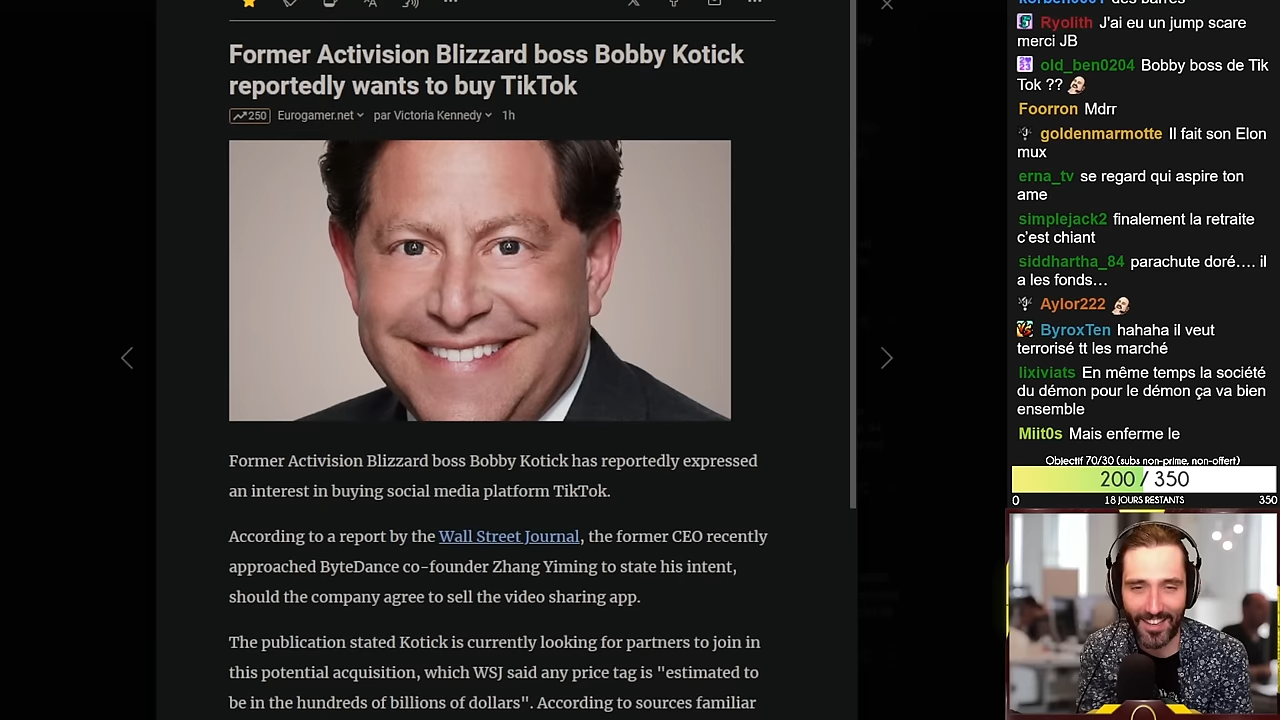 Former Activision Blizzard boss Bobby Kotick
reportedly wants to buy TikTok
250 Eurogamer.net par Victoria Kennedy 1h
Former Activision Blizzard boss Bobby Kotick has reportedly expressed
an interest in buying social media platform TikTok.
According to a report by the Wall Street Journal, the former CEO recently
approached ByteDance co-founder Zhang Yiming to state his intent,
should the company agree to sell the video sharing app.
The publication stated Kotick is currently looking for partners to join in
this potential acquisition, which WSJ said any price tag is "estimated to
be in the hundreds of billions of dollars". According to sources familiar
Ryolith J'ai eu un jump scare
merci JB
old_ben0204 Bobby boss de Tik
Tok ??
Foorron Mdrr
goldenmarmotte Il fait son Elon
mux
erna_tv se regard qui aspire ton
ame
simplejack2 finalement la retraite
c'est chiant
siddhartha_84 parachute doré.... il
a les fonds...
Aylor222
ByroxTen hahaha il veut
terrorisé tt les marché
lixiviats En même temps la société
du démon pour le démon ça va bien
ensemble
Miit0s Mais enferme le
Objectif 70/30 (subs non-prime, non-offert)
200 / 350
0 18 JOURS RESTANTS 350